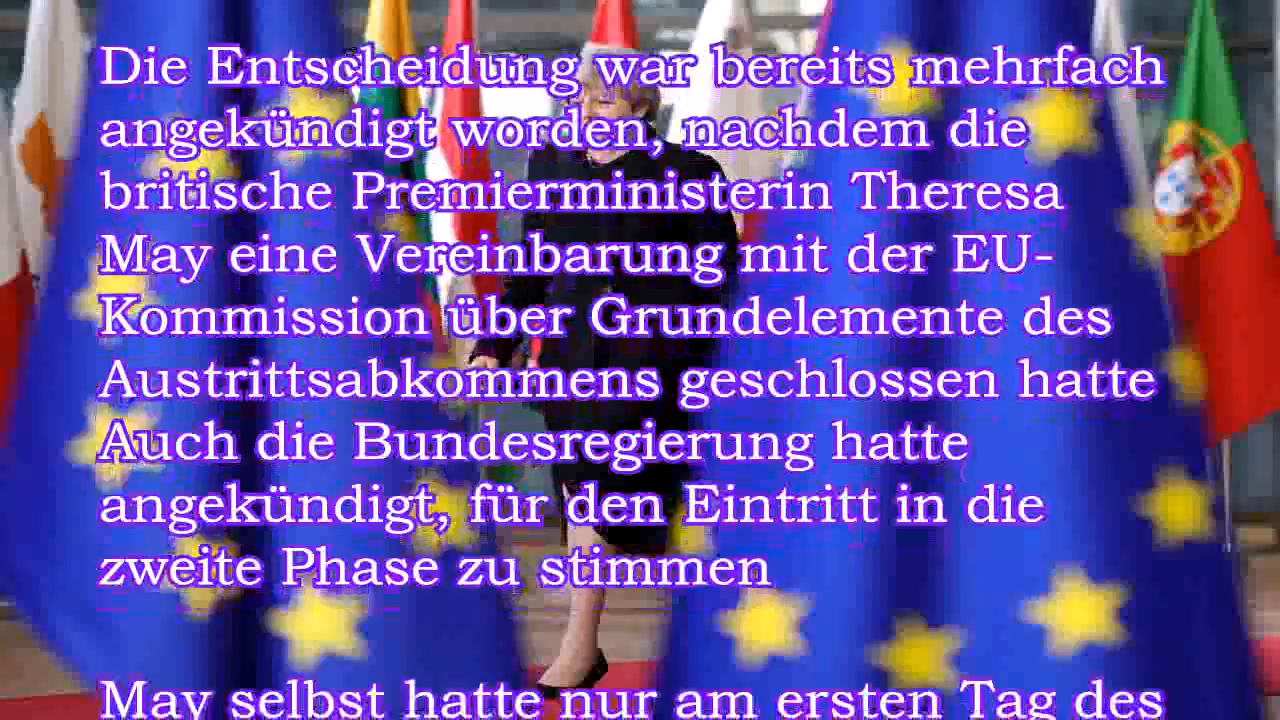 Die Entscheidung war bereits mehrfach
angekündigt worden, nachdem die
britische Premierministerin Theresa
May eine Vereinbarung mit der EU-
Kommission über Grundelemente des
Austrittsabkommens geschlossen hatte
Auch die Bundesregierung hatte
angekündigt, für den Eintritt in die
zweite Phase zu stimmen
May selbst hatte nur am ersten Tag des